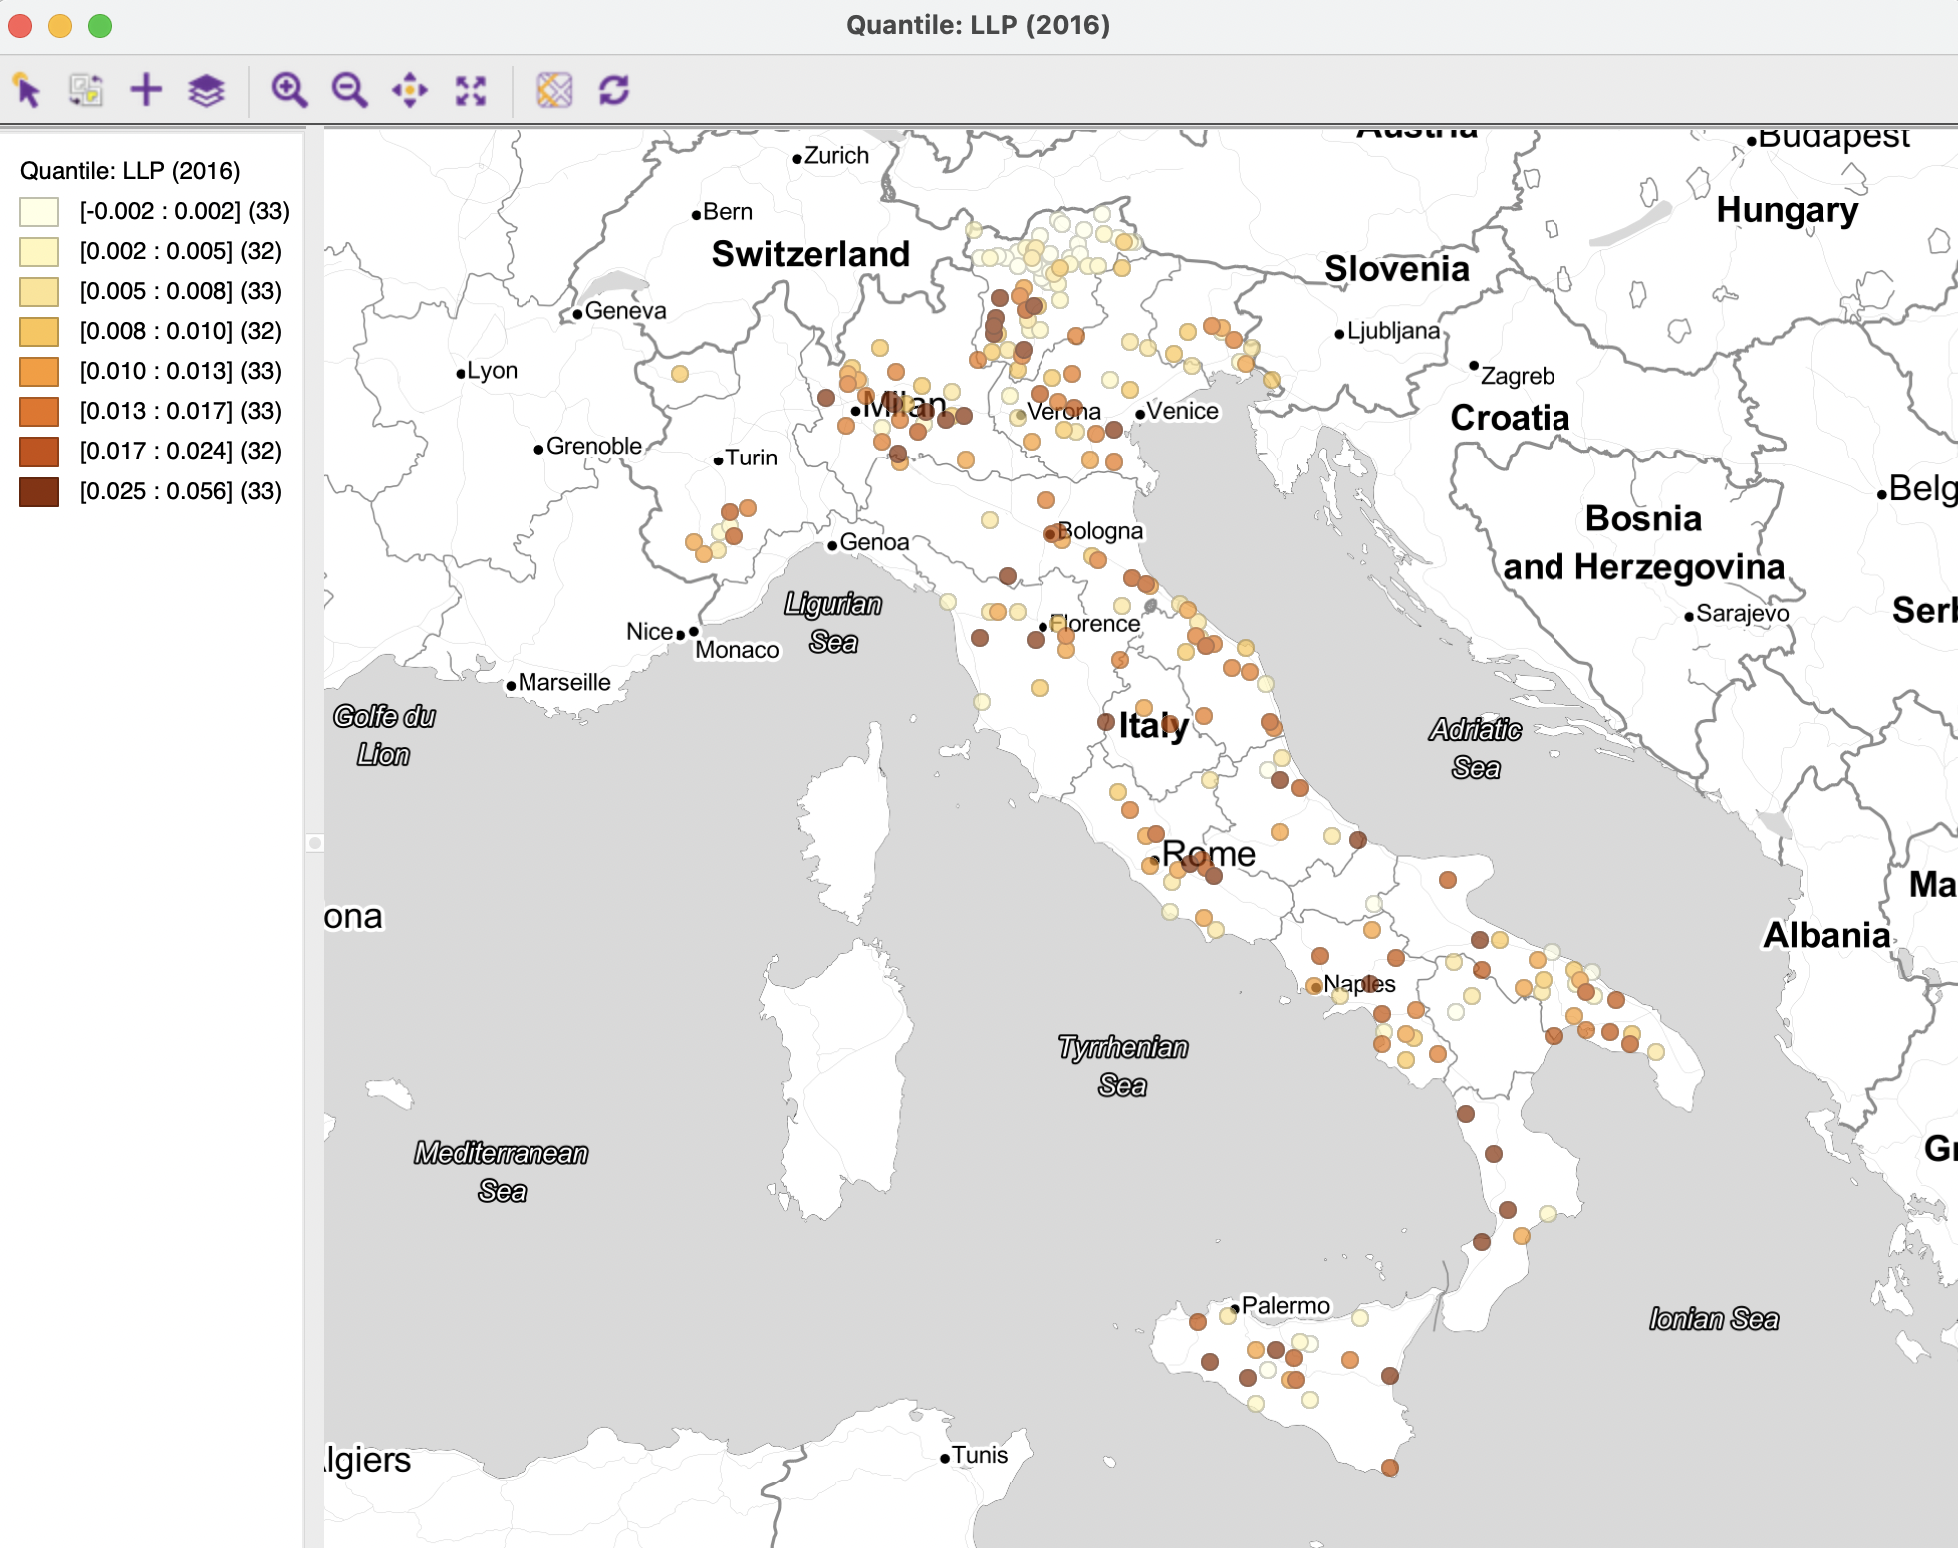 Quantile: LLP (2016)
Quantile: LLP (2016)
[-0.002 : 0.002] (33)
[0.002 : 0.005] (32)
[0.005 : 0.008] (33)
[0.008 : 0.010] (32)
[0.010 : 0.013] (33)
[0.013 : 0.017] (33)
[0.017 : 0.024] (32)
[0.025 : 0.056] (33)
Austria
Budapest
Zurich
Bern
Hungary
Switzerland
Slovenia
Geneva
Ljubljana
Lyon
Zagreb
Milan
Verona
Venice
Croatia
Grenoble
Turin
Belg
Bosnia
and Herzegovina
Bologna
Genoa
Ligurian
Sea
Florence
Sarajevo
Serb
Nice
Monaco
Marseille
Golfe du
Lion
Italy
Adriatic
Sea
Rome
Ma
ona
Albania
Naples
Tyrrhenian
Sea
Mediterranean
Sea
Gr
Palermo
Ionian Sea
Tunis
lgiers